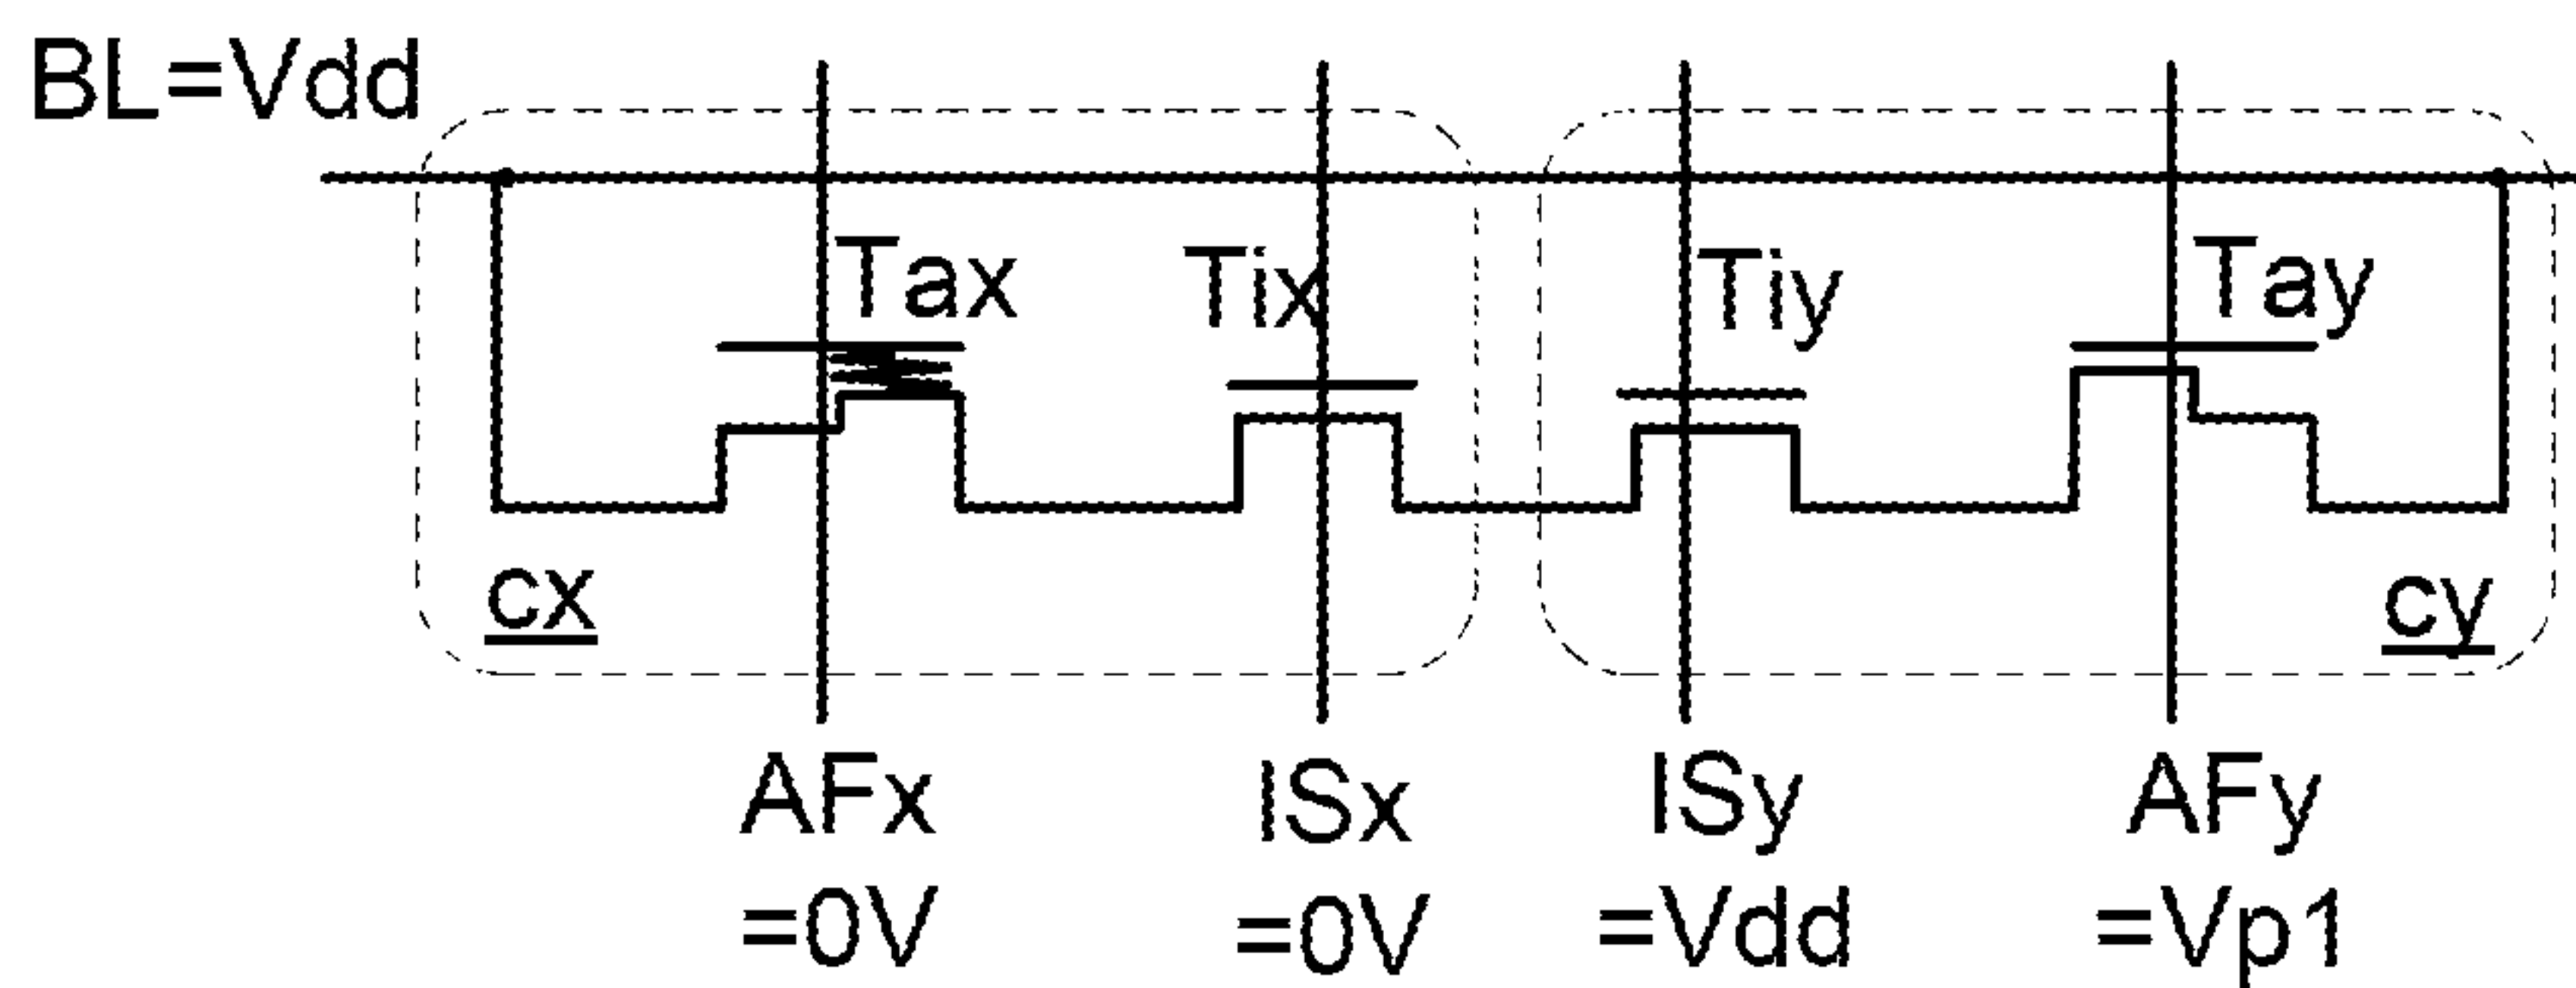 BL=Vdd
Tax Tix Tiy Tay
cx cy
AFx ISx ISy AFy
=0V =0V =Vdd =Vp1